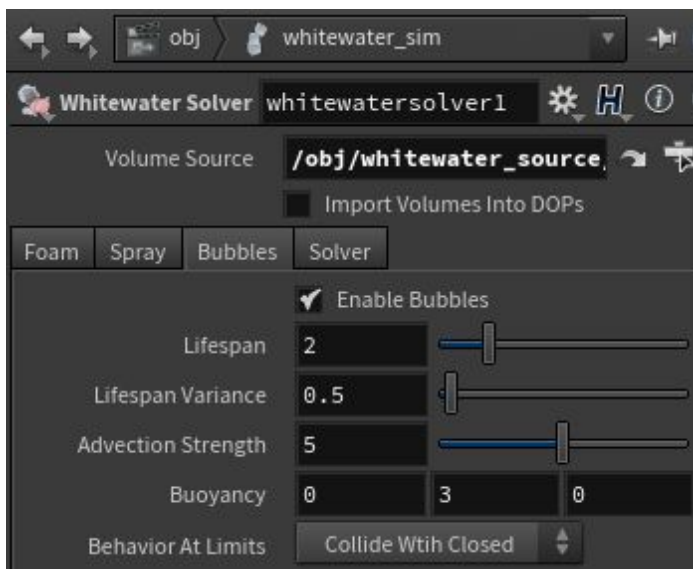 obj whitewater_sim
Whitewater Solver whitewatersolver1
Volume Source /obj/whitewater_source/
Import Volumes Into DOPs
Foam Spray Bubbles Solver
Enable Bubbles
Lifespan 2
Lifespan Variance 0.5
Advection Strength 5
Buoyancy 0 3 0
Behavior At Limits Collide Wtih Closed